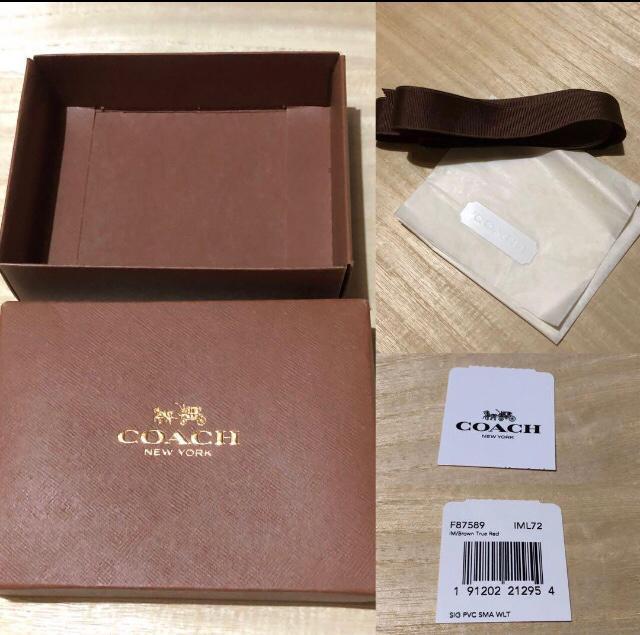 COACH
NEW YORK
COACH
COACH
NEW YORK
F87589 IML72
IM/Brown True Red
1 91202 21295 4
SIG PVC SMA WLT